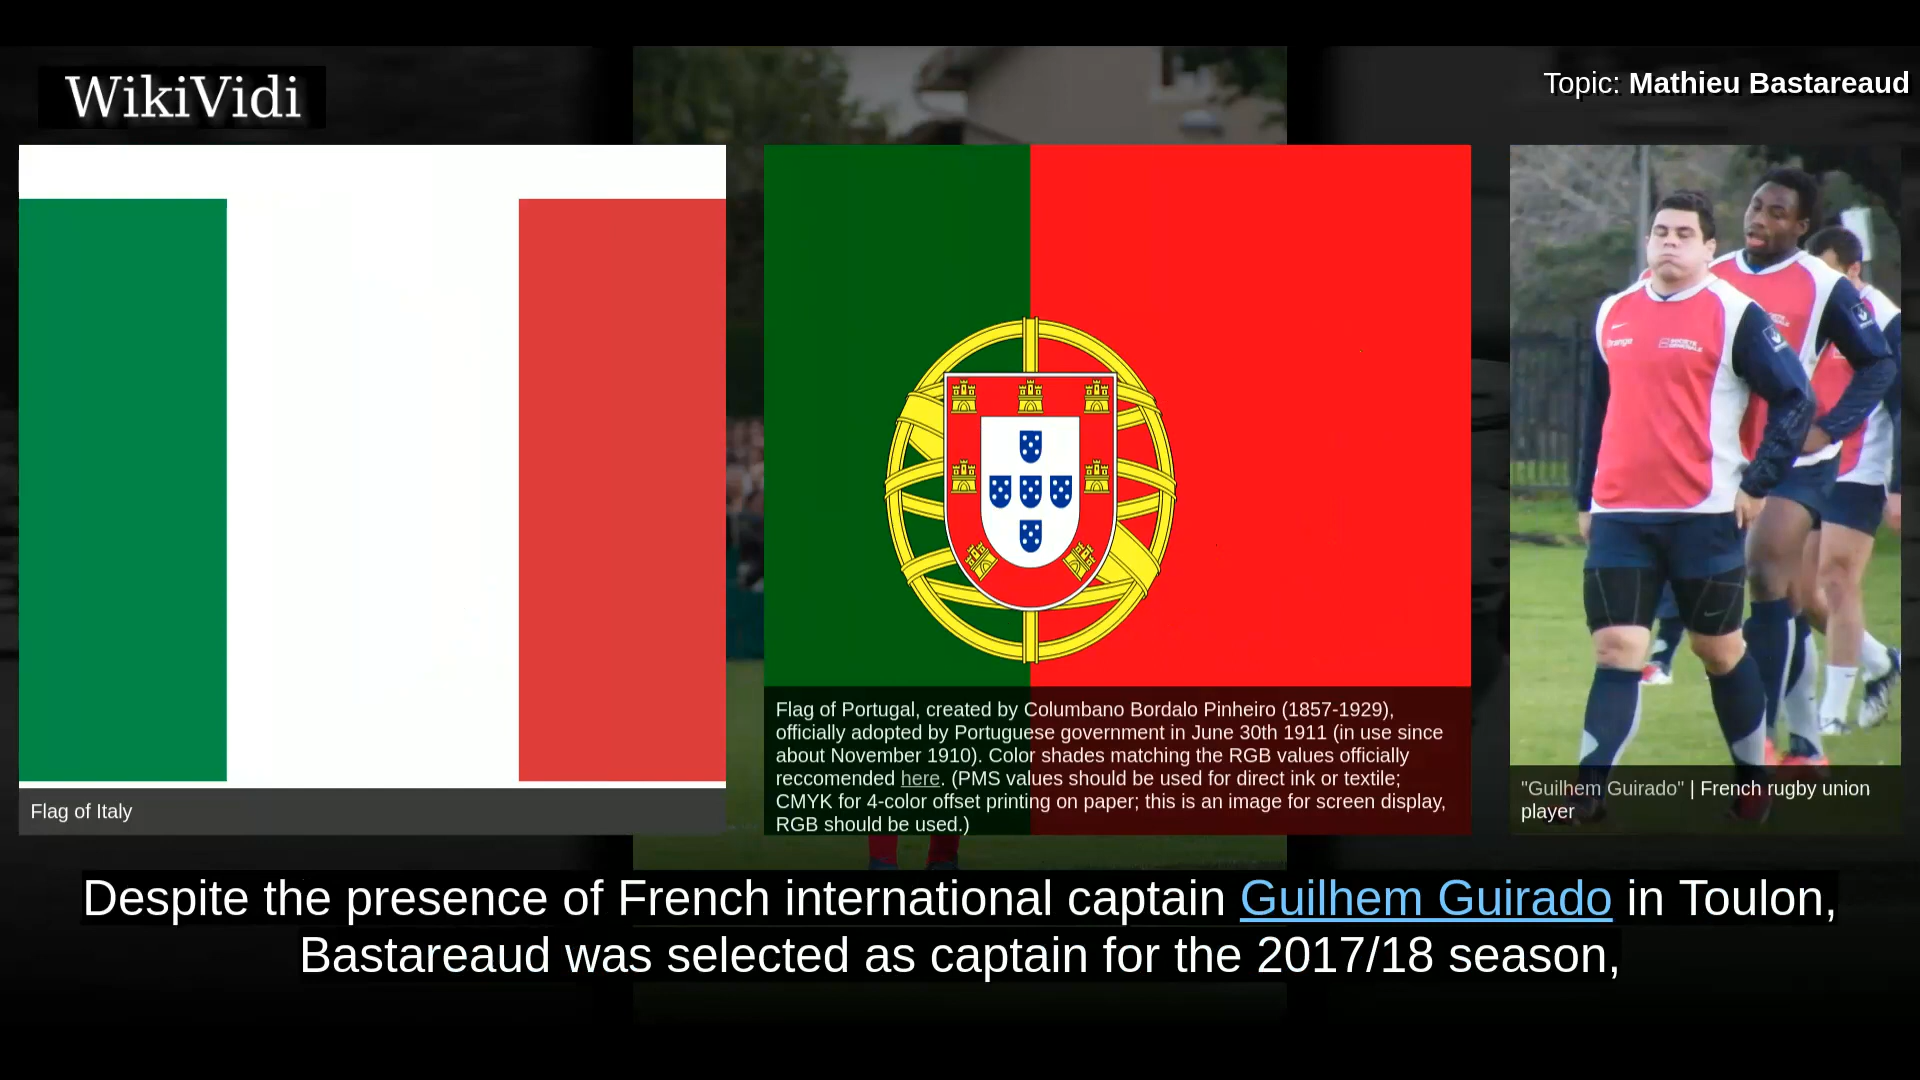 WikiVidi
Topic: Mathieu Bastareaud
Flag of Italy
Flag of Portugal, created by Columbano Bordalo Pinheiro (1857-1929),
officially adopted by Portuguese government in June 30th 1911 (in use since
about November 1910). Color shades matching the RGB values officially
reccomended here. (PMS values should be used for direct ink or textile;
CMYK for 4-color offset printing on paper; this is an image for screen display,
RGB should be used.)
orange
SOCIETE
GENERALE
"Guilhem Guirado" | French rugby union
player
Despite the presence of French international captain Guilhem Guirado in Toulon,
Bastareaud was selected as captain for the 2017/18 season,